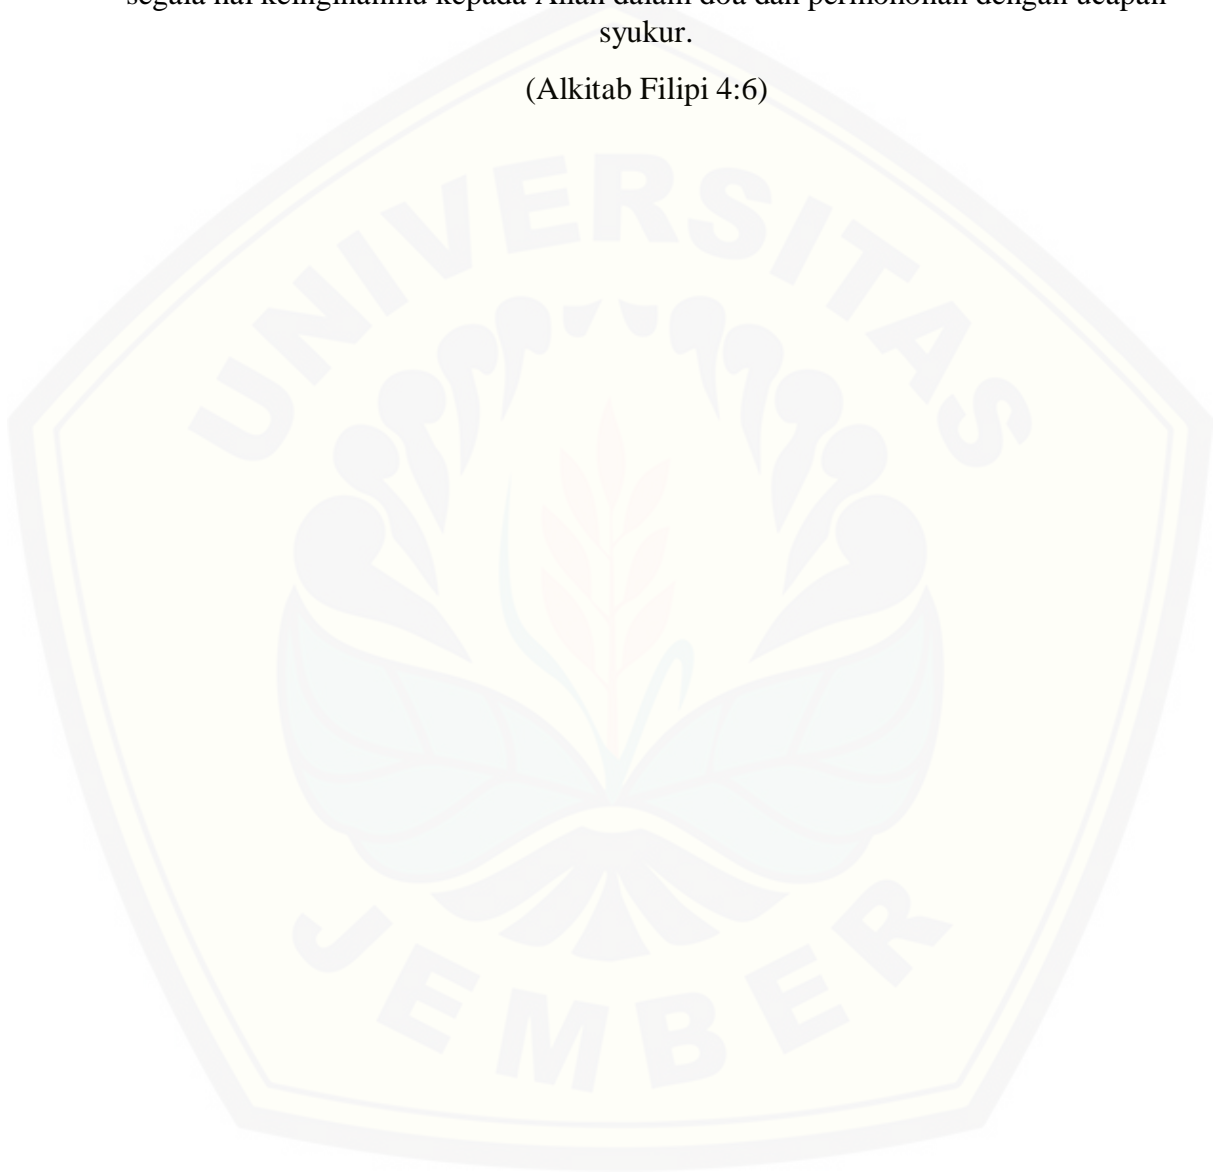 segala hal keinginanmu kepada Allah dalam doa dan permohonan dengan ucapan
syukur.
(Alkitab Filipi 4:6)
UNIVERSITAS
JEMBER